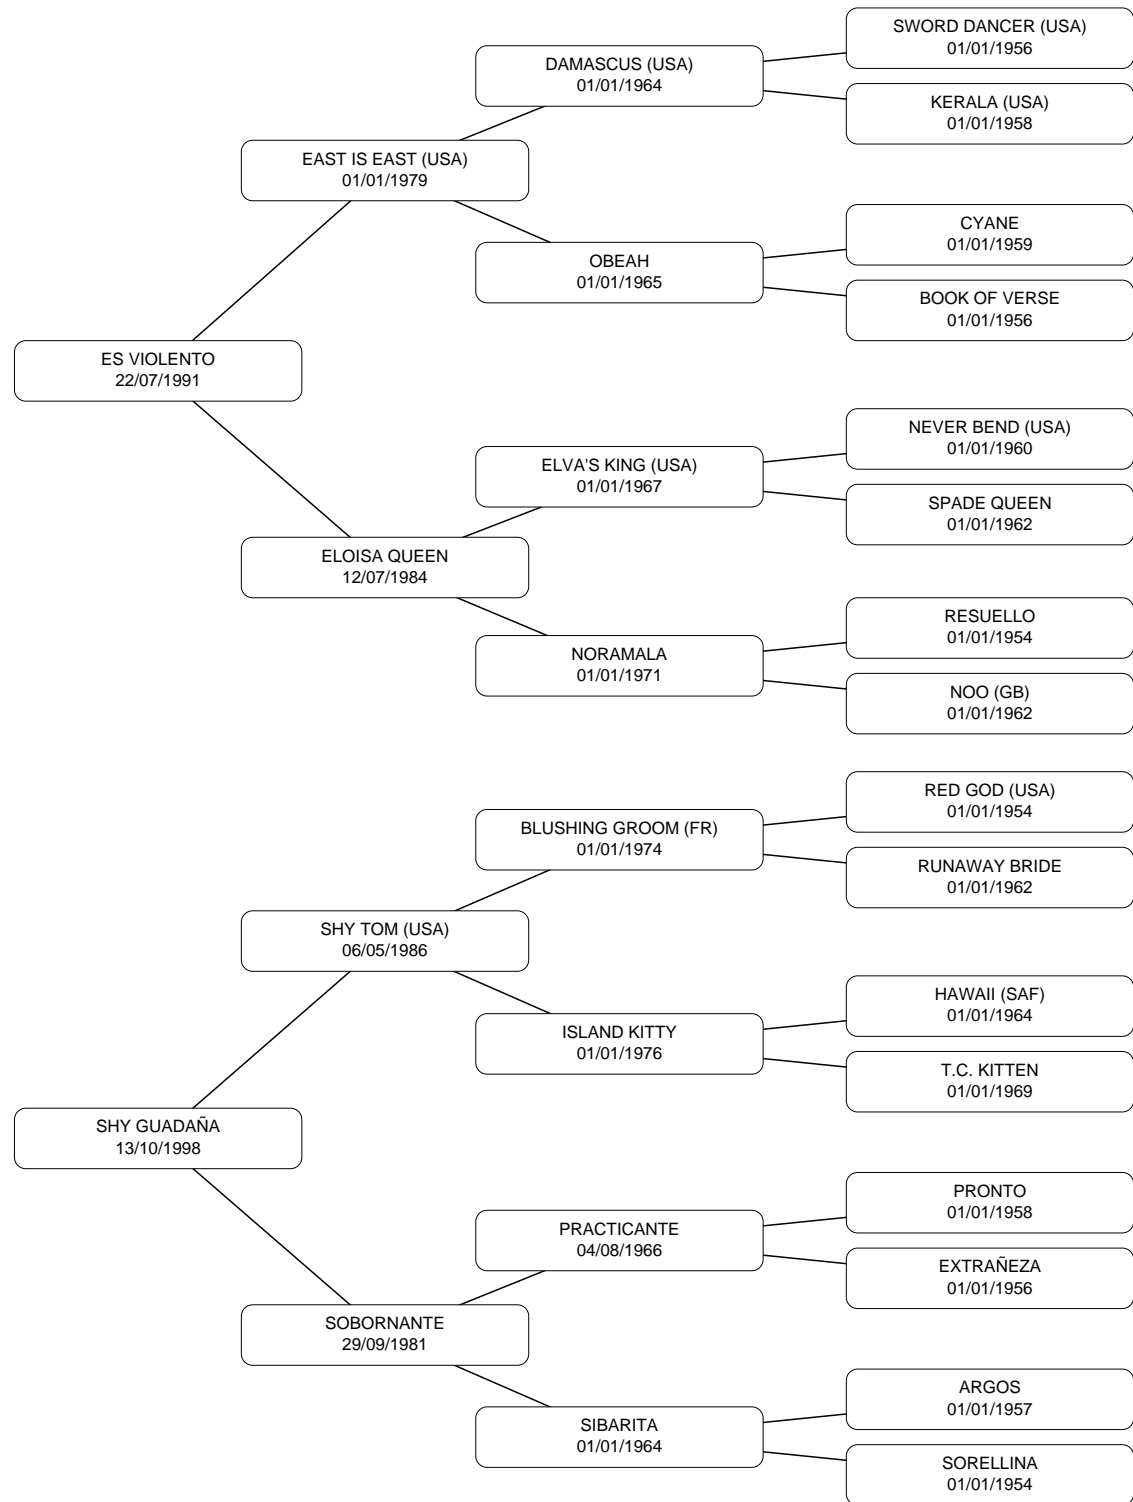 SWORD DANCER (USA)
01/01/1956
DAMASCUS (USA)
01/01/1964
KERALA (USA)
01/01/1958
EAST IS EAST (USA)
01/01/1979
CYANE
01/01/1959
OBEAH
01/01/1965
BOOK OF VERSE
01/01/1956
ES VIOLENTO
22/07/1991
NEVER BEND (USA)
01/01/1960
ELVA'S KING (USA)
01/01/1967
SPADE QUEEN
01/01/1962
ELOISA QUEEN
12/07/1984
RESUELLO
01/01/1954
NORAMALA
01/01/1971
NOO (GB)
01/01/1962
RED GOD (USA)
01/01/1954
BLUSHING GROOM (FR)
01/01/1974
RUNAWAY BRIDE
01/01/1962
SHY TOM (USA)
06/05/1986
HAWAII (SAF)
01/01/1964
ISLAND KITTY
01/01/1976
T.C. KITTEN
01/01/1969
SHY GUADAÑA
13/10/1998
PRONTO
01/01/1958
PRACTICANTE
04/08/1966
EXTRAÑEZA
01/01/1956
SOBORNANTE
29/09/1981
ARGOS
01/01/1957
SIBARITA
01/01/1964
SORELLINA
01/01/1954